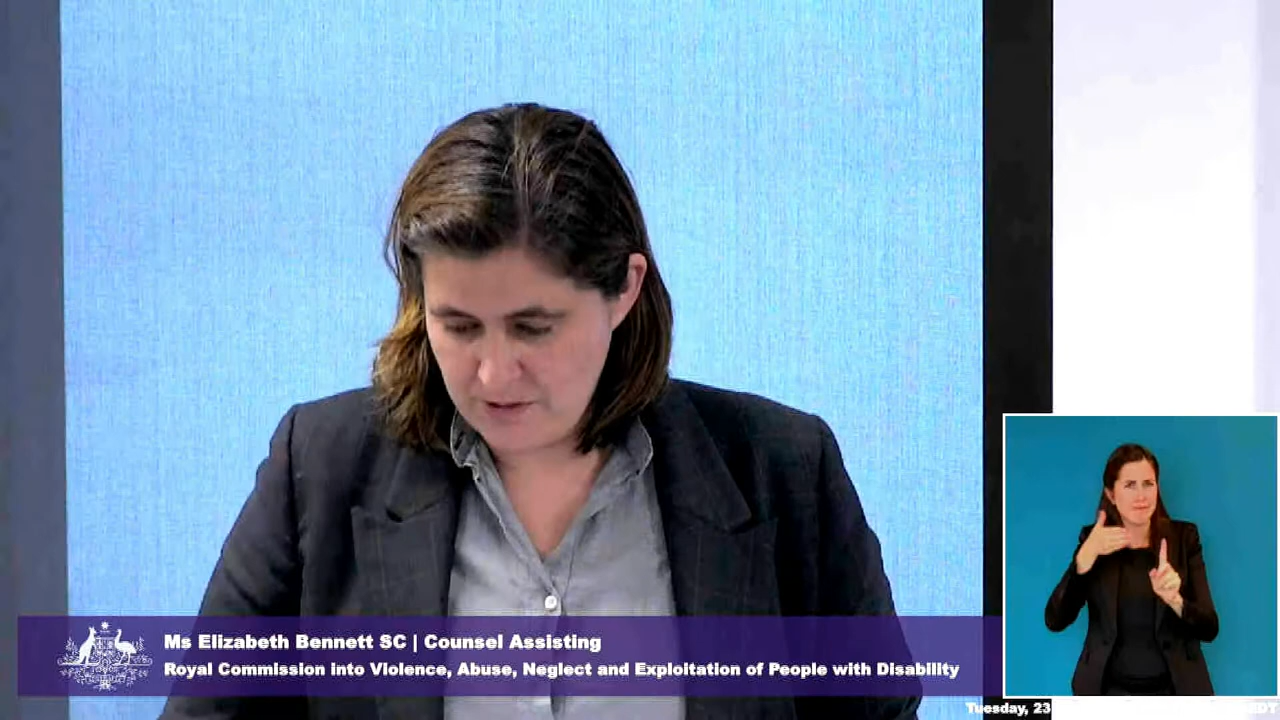 Ms Elizabeth Bennett SC | Counsel Assisting
Royal Commission into Violence, Abuse, Neglect and Exploitation of People with Disability
Tuesday, 23